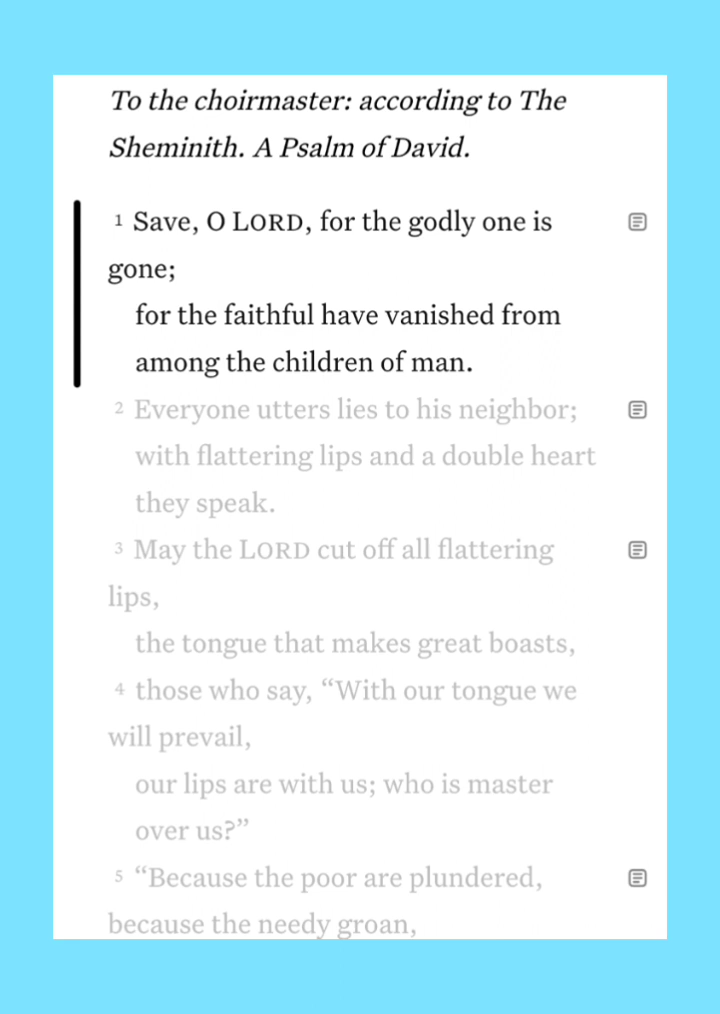 To the choirmaster: according to The
Sheminith. A Psalm of David.
1 Save, O LORD, for the godly one is
gone;
for the faithful have vanished from
among the children of man.
2 Everyone utters lies to his neighbor;
with flattering lips and a double heart
they speak.
3 May the LORD cut off all flattering
lips,
the tongue that makes great boasts,
4 those who say, “With our tongue we
will prevail,
our lips are with us; who is master
over us?”
5 “Because the poor are plundered,
because the needy groan,